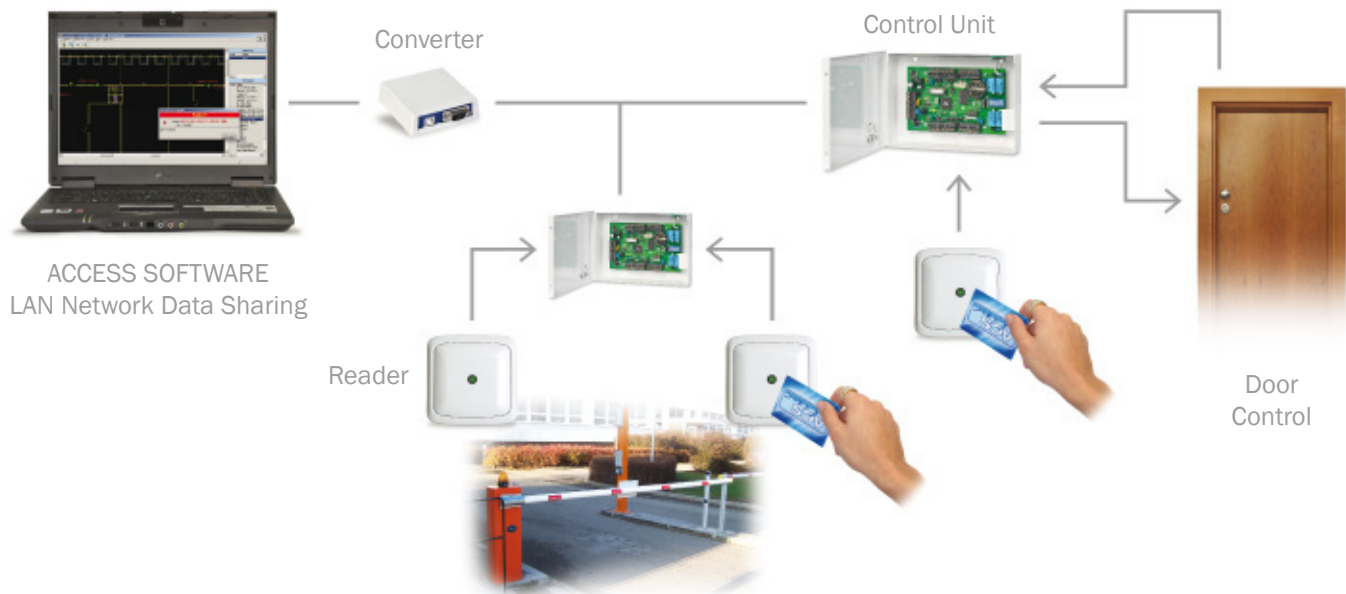 Converter
Control Unit
ACCESS SOFTWARE
LAN Network Data Sharing
Reader
Door
Control